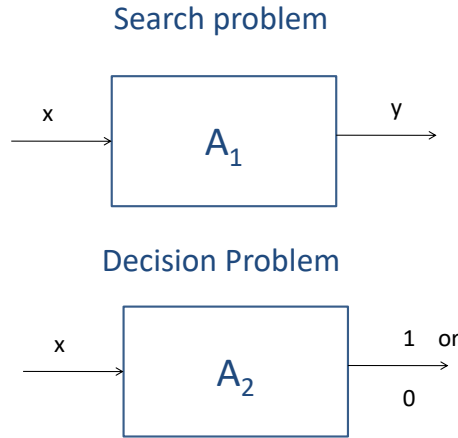 Search problem
x
y
A₁
Decision Problem
x
1 or
A₂
0